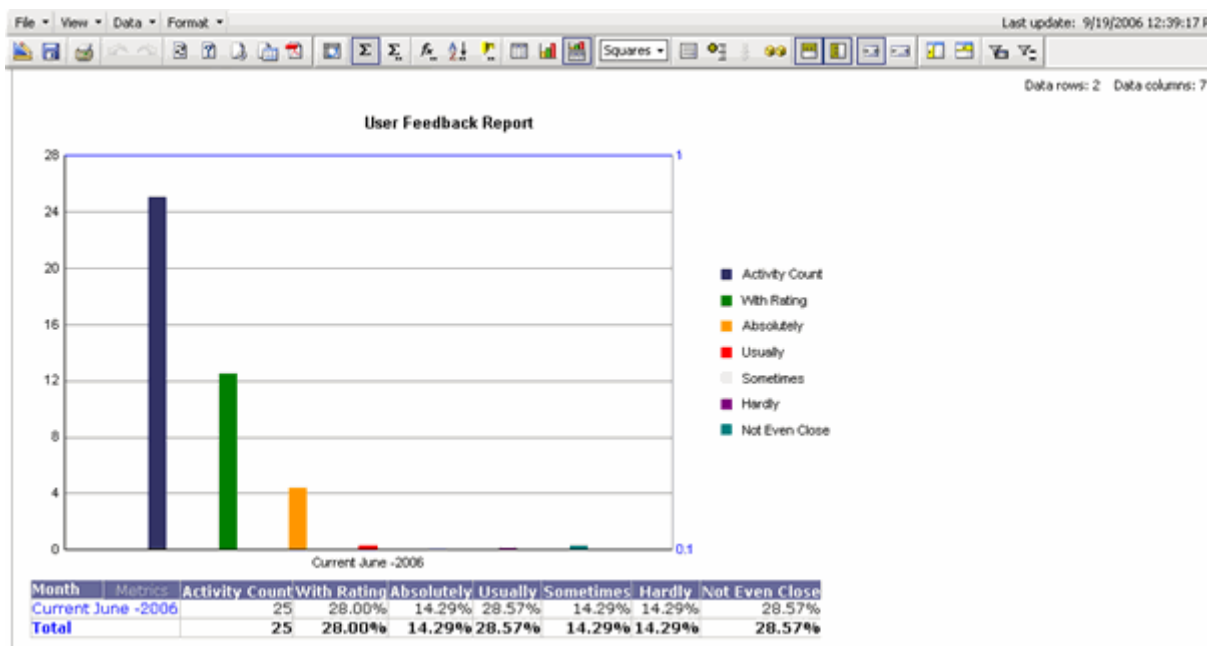 File View Data Format Last update: 9/19/2006 12:39:17 P
Squares
Data rows: 2 Data columns: 7
User Feedback Report
28
24
20
16
12
8
4
0
1
0.1
Current June -2006
Activity Count
With Rating
Absolutely
Usually
Sometimes
Hardly
Not Even Close
Month Metrics Activity Count With Rating Absolutely Usually Sometimes Hardly Not Even Close
Current June -2006 25 28.00% 14.29% 28.57% 14.29% 14.29% 28.57%
Total 25 28.00% 14.29% 28.57% 14.29% 14.29% 28.57%